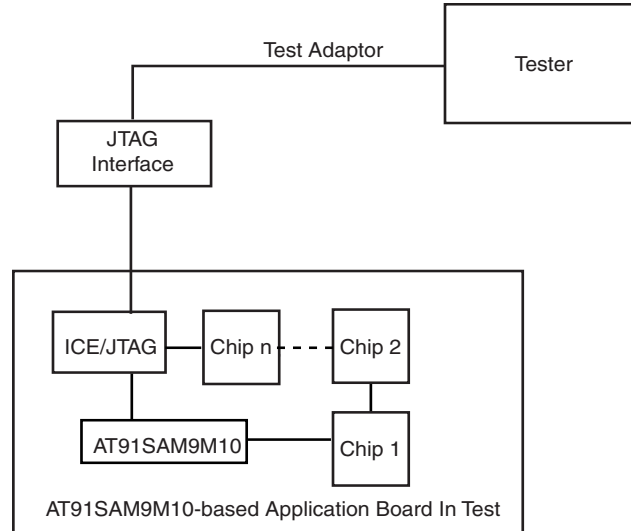 Test Adaptor
Tester
JTAG
Interface
ICE/JTAG
Chip n
Chip 2
AT91SAM9M10
Chip 1
AT91SAM9M10-based Application Board In Test